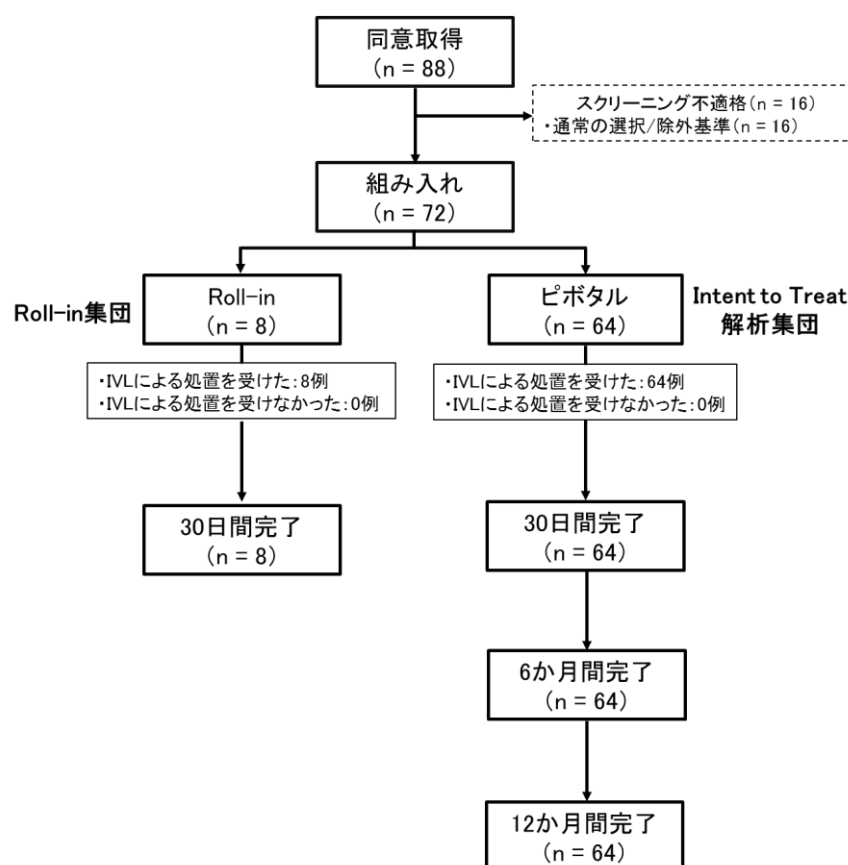 同意取得
(n = 88)
スクリーニング不適格(n = 16)
・通常の選択/除外基準(n = 16)
組み入れ
(n = 72)
Roll-in集団
Roll-in
(n = 8)
ピボタル
(n = 64)
Intent to Treat
解析集団
・IVLによる処置を受けた:8例
・IVLによる処置を受けなかった:0例
・IVLによる処置を受けた:64例
・IVLによる処置を受けなかった:0例
30日間完了
(n = 8)
30日間完了
(n = 64)
6か月間完了
(n = 64)
12か月間完了
(n = 64)